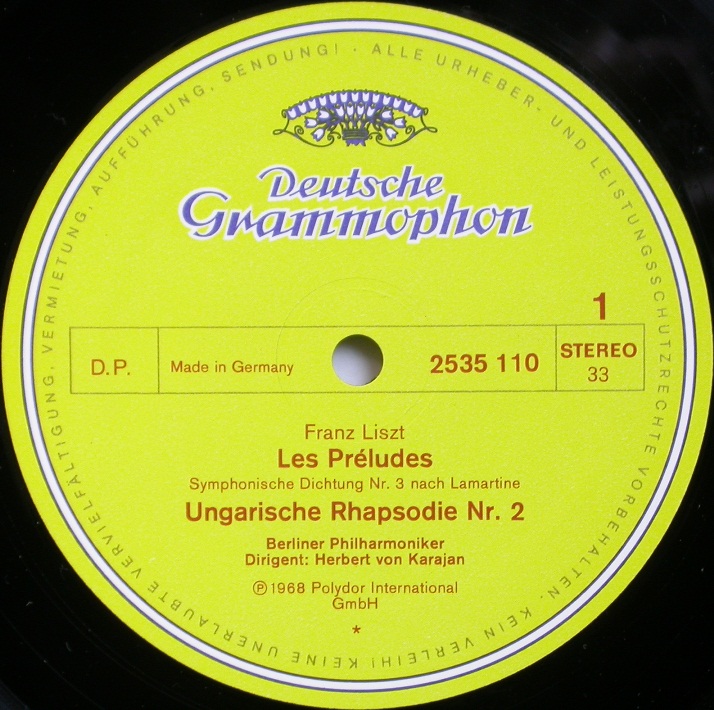 Deutsche
Grammophon
1
D.P.
Made in Germany
2535 110
STEREO
33
Franz Liszt
Les Préludes
Symphonische Dichtung Nr. 3 nach Lamartine
Ungarische Rhapsodie Nr. 2
Berliner Philharmoniker
Dirigent: Herbert von Karajan
℗ 1968 Polydor International
GmbH
*
ALLE URHEBER- UND LEISTUNGSSCHUTZRECHTE VORBEHALTEN. KEIN VERLEIH! KEINE UNERLAUBTE VERVIELFÄLTIGUNG, VERMIETUNG, AUFFÜHRUNG, SENDUNG! ·